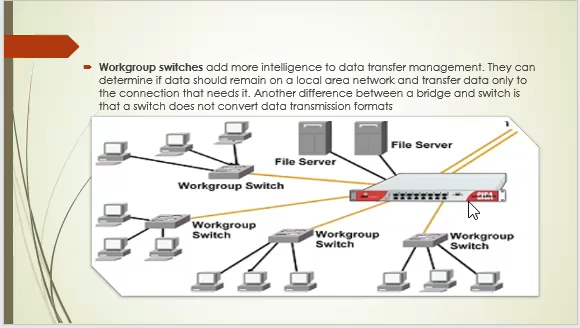 Workgroup switches add more intelligence to data transfer management. They can
determine if data should remain on a local area network and transfer data only to
the connection that needs it. Another difference between a bridge and switch is
that a switch does not convert data transmission formats
1
File Server
File Server
Workgroup Switch
Workgroup
Switch
Workgroup
Switch
Workgroup
Switch